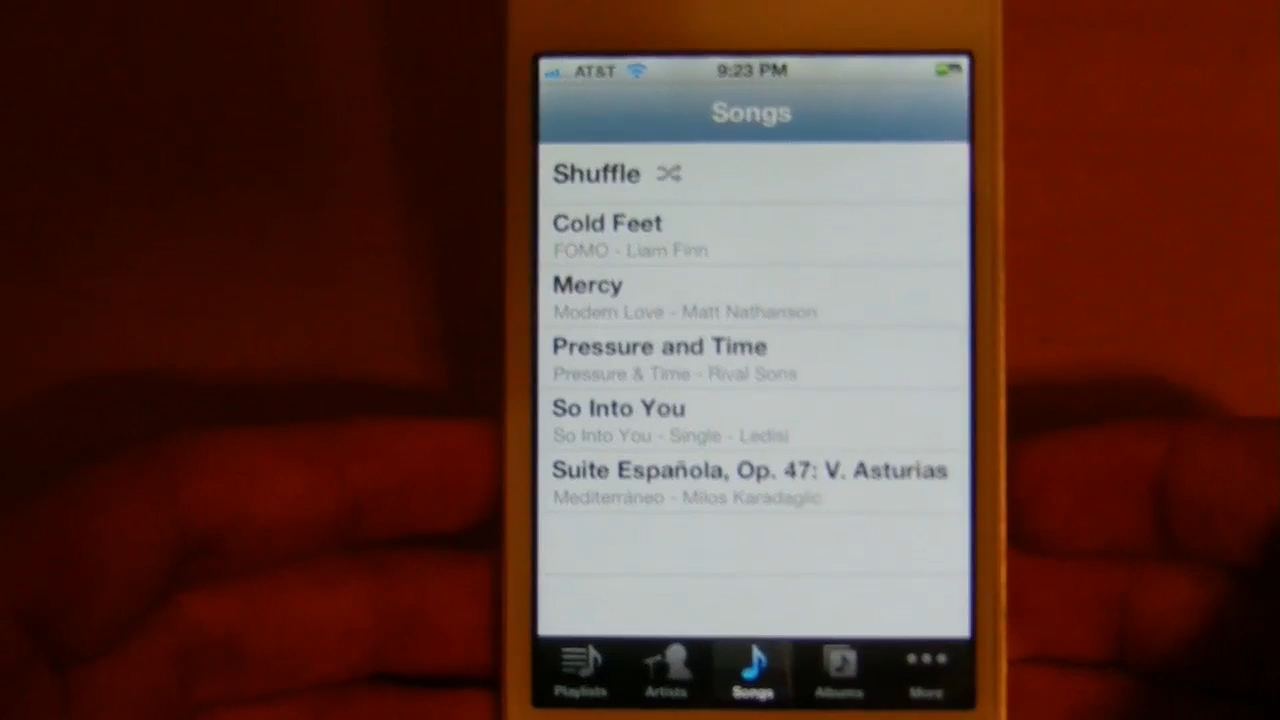 AT&T 9:23 PM
Songs
Shuffle
Cold Feet
FOMO - Liam Finn
Mercy
Modern Love - Matt Nathanson
Pressure and Time
Pressure & Time - Rival Sons
So Into You
So Into You - Single - Ledisi
Suite Española, Op. 47: V. Asturias
Mediterráneo - Milos Karadaglic
Playlists Artists Songs Albums More